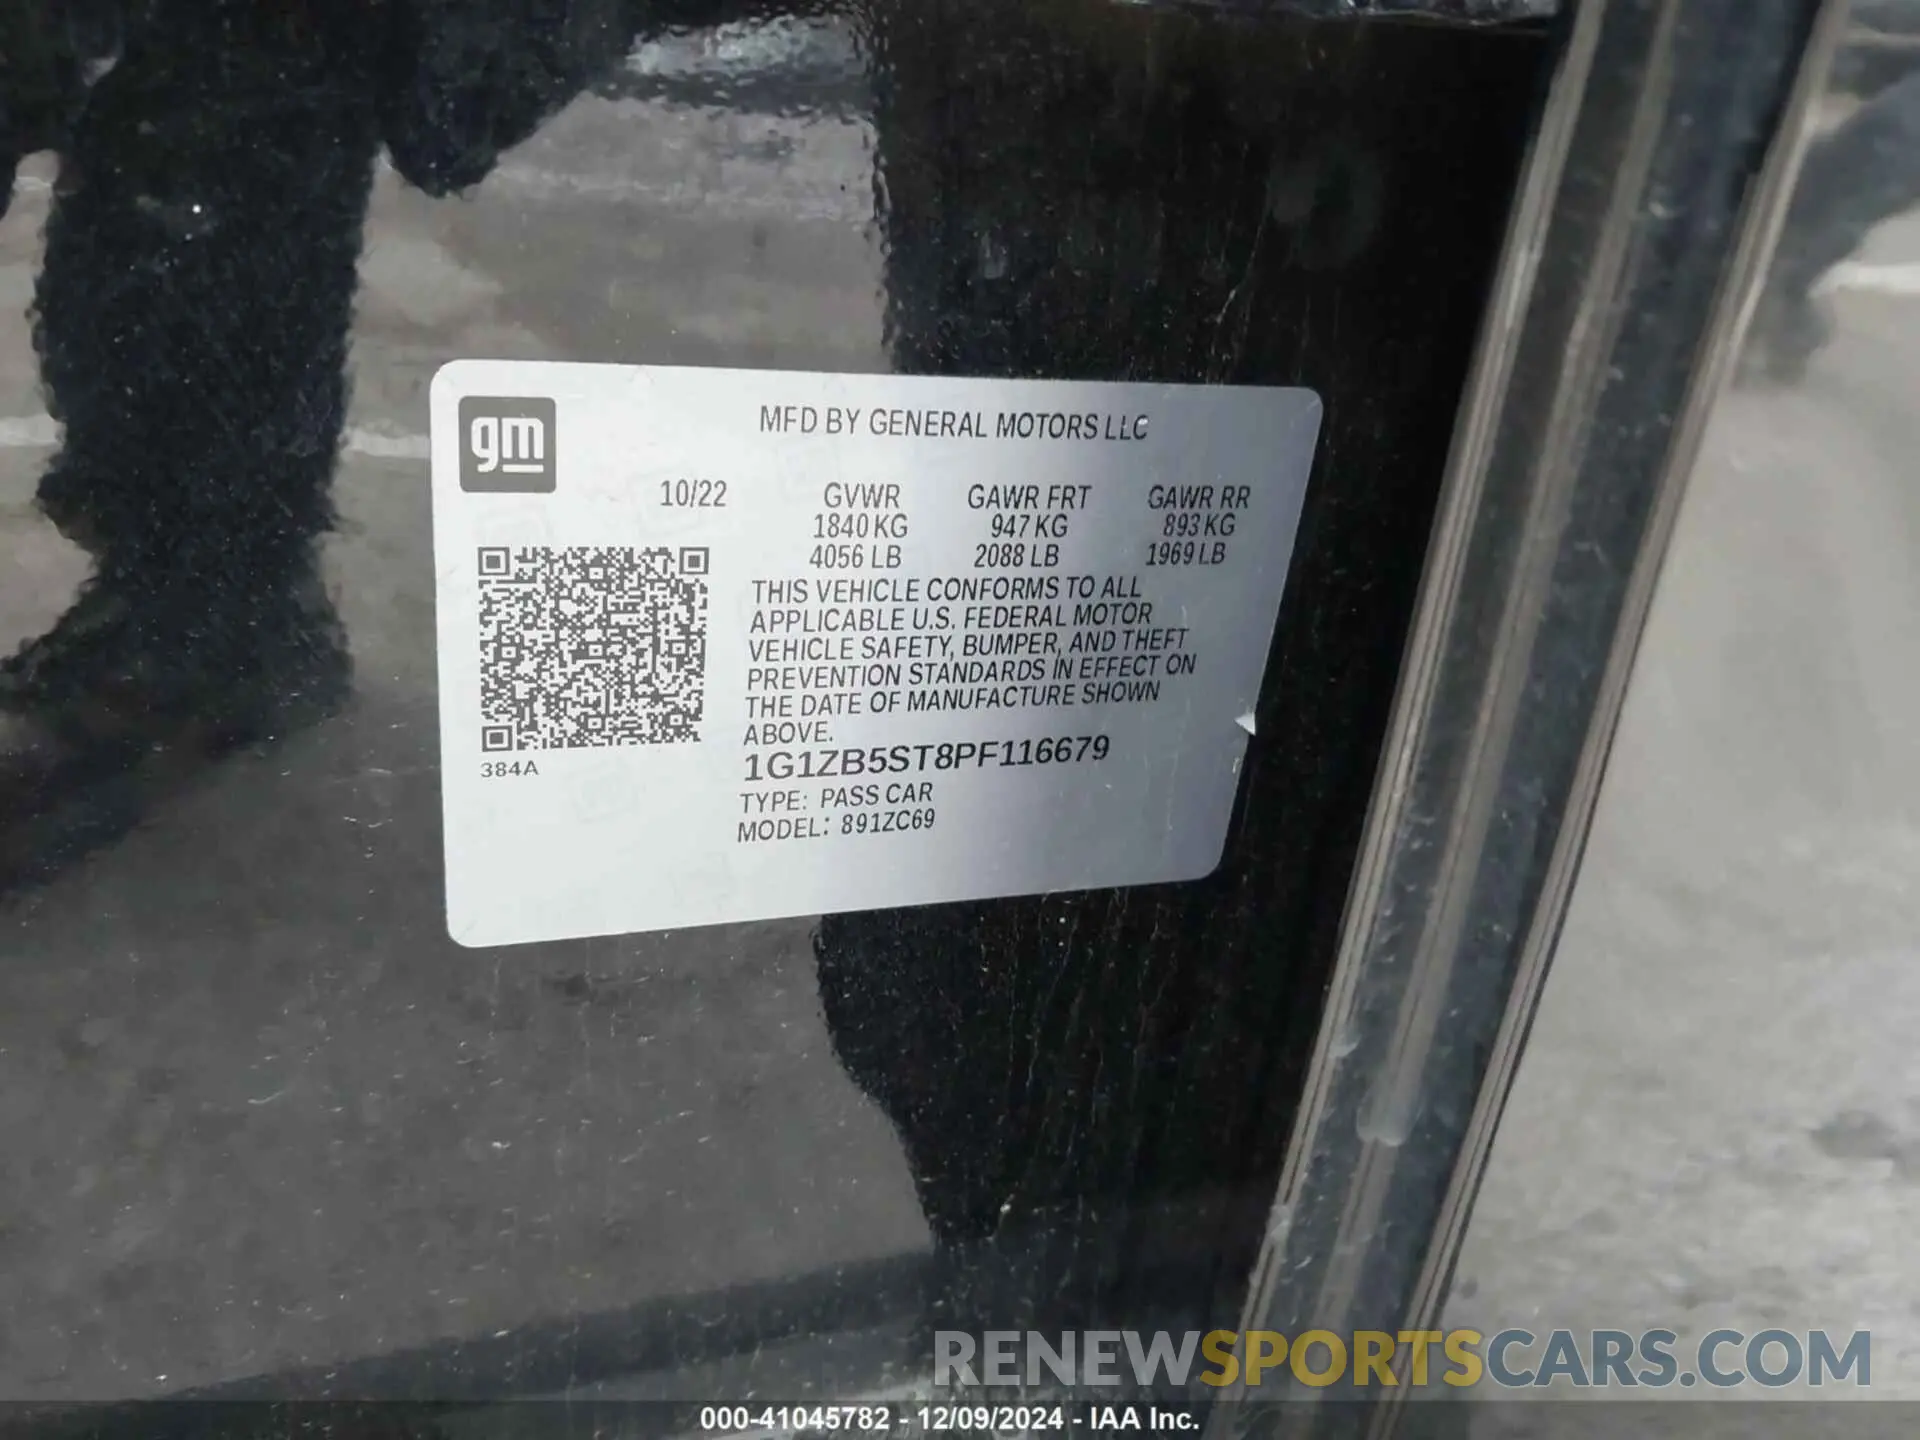 gm
MFD BY GENERAL MOTORS LLC
10/22 GVWR GAWR FRT GAWR RR
1840 KG 947 KG 893 KG
4056 LB 2088 LB 1969 LB
THIS VEHICLE CONFORMS TO ALL
APPLICABLE U.S. FEDERAL MOTOR
VEHICLE SAFETY, BUMPER, AND THEFT
PREVENTION STANDARDS IN EFFECT ON
THE DATE OF MANUFACTURE SHOWN
ABOVE.
1G1ZB5ST8PF116679
384A
TYPE: PASS CAR
MODEL: 891ZC69
RENEWSPORTSCARS.COM
000-41045782 - 12/09/2024 - IAA Inc.